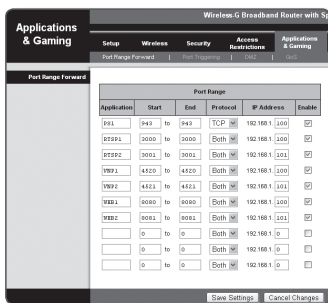 Wireless-G Broadband Router with Sp
Applications & Gaming
Setup Wireless Security Access Restrictions Applications & Gaming
Port Range Forward | Port Triggering | DMZ | QoS
Port Range Forward
Port Range
Application Start End Protocol IP Address Enable
PS1 943 to 943 TCP 192.168.1. 100
RTSP1 3000 to 3000 Both 192.168.1. 100
RTSP2 3001 to 3001 Both 192.168.1. 101
VNP1 4520 to 4520 Both 192.168.1. 100
VNP2 4521 to 4521 Both 192.168.1. 101
WEB1 8080 to 8080 Both 192.168.1. 100
WEB2 8081 to 8081 Both 192.168.1. 101
0 to 0 Both 192.168.1. 0
0 to 0 Both 192.168.1. 0
0 to 0 Both 192.168.1. 0
Save Settings Cancel Changes